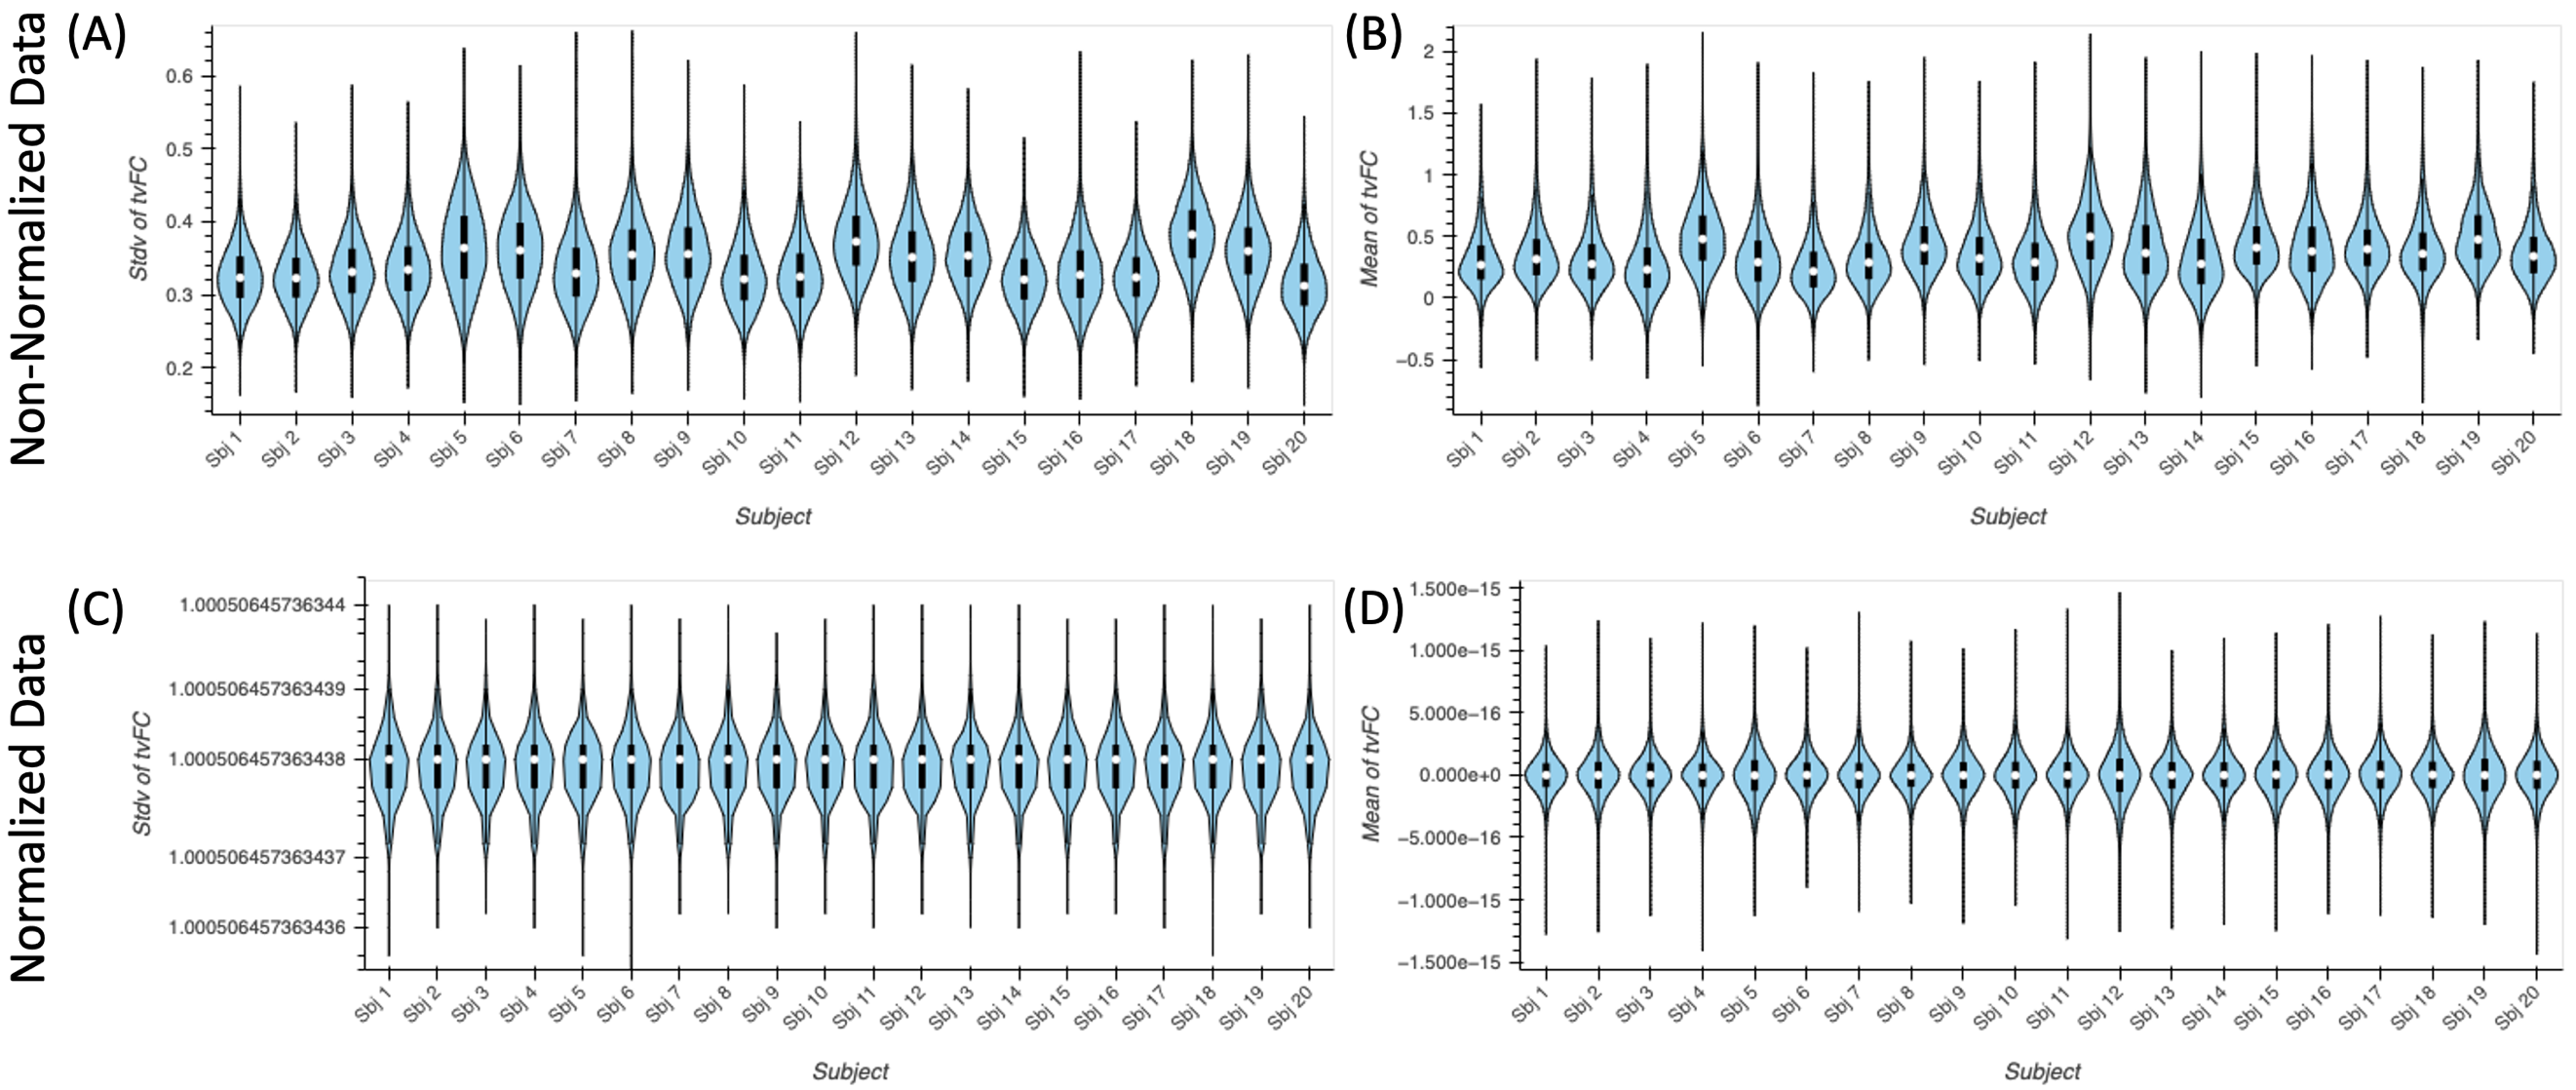 Non-Normalized Data
(A)
Stdv of tvFC
0.6
0.5
0.4
0.3
0.2
Sbj 1 Sbj 2 Sbj 3 Sbj 4 Sbj 5 Sbj 6 Sbj 7 Sbj 8 Sbj 9 Sbj 10 Sbj 11 Sbj 12 Sbj 13 Sbj 14 Sbj 15 Sbj 16 Sbj 17 Sbj 18 Sbj 19 Sbj 20
Subject
(B)
Mean of tvFC
2
1.5
1
0.5
0
−0.5
Sbj 1 Sbj 2 Sbj 3 Sbj 4 Sbj 5 Sbj 6 Sbj 7 Sbj 8 Sbj 9 Sbj 10 Sbj 11 Sbj 12 Sbj 13 Sbj 14 Sbj 15 Sbj 16 Sbj 17 Sbj 18 Sbj 19 Sbj 20
Subject
Normalized Data
(C)
Stdv of tvFC
1.00050645736344
1.000506457363439
1.000506457363438
1.000506457363437
1.000506457363436
Sbj 1 Sbj 2 Sbj 3 Sbj 4 Sbj 5 Sbj 6 Sbj 7 Sbj 8 Sbj 9 Sbj 10 Sbj 11 Sbj 12 Sbj 13 Sbj 14 Sbj 15 Sbj 16 Sbj 17 Sbj 18 Sbj 19 Sbj 20
Subject
(D)
Mean of tvFC
1.500e−15
1.000e−15
5.000e−16
0.000e+0
−5.000e−16
−1.000e−15
−1.500e−15
Sbj 1 Sbj 2 Sbj 3 Sbj 4 Sbj 5 Sbj 6 Sbj 7 Sbj 8 Sbj 9 Sbj 10 Sbj 11 Sbj 12 Sbj 13 Sbj 14 Sbj 15 Sbj 16 Sbj 17 Sbj 18 Sbj 19 Sbj 20
Subject